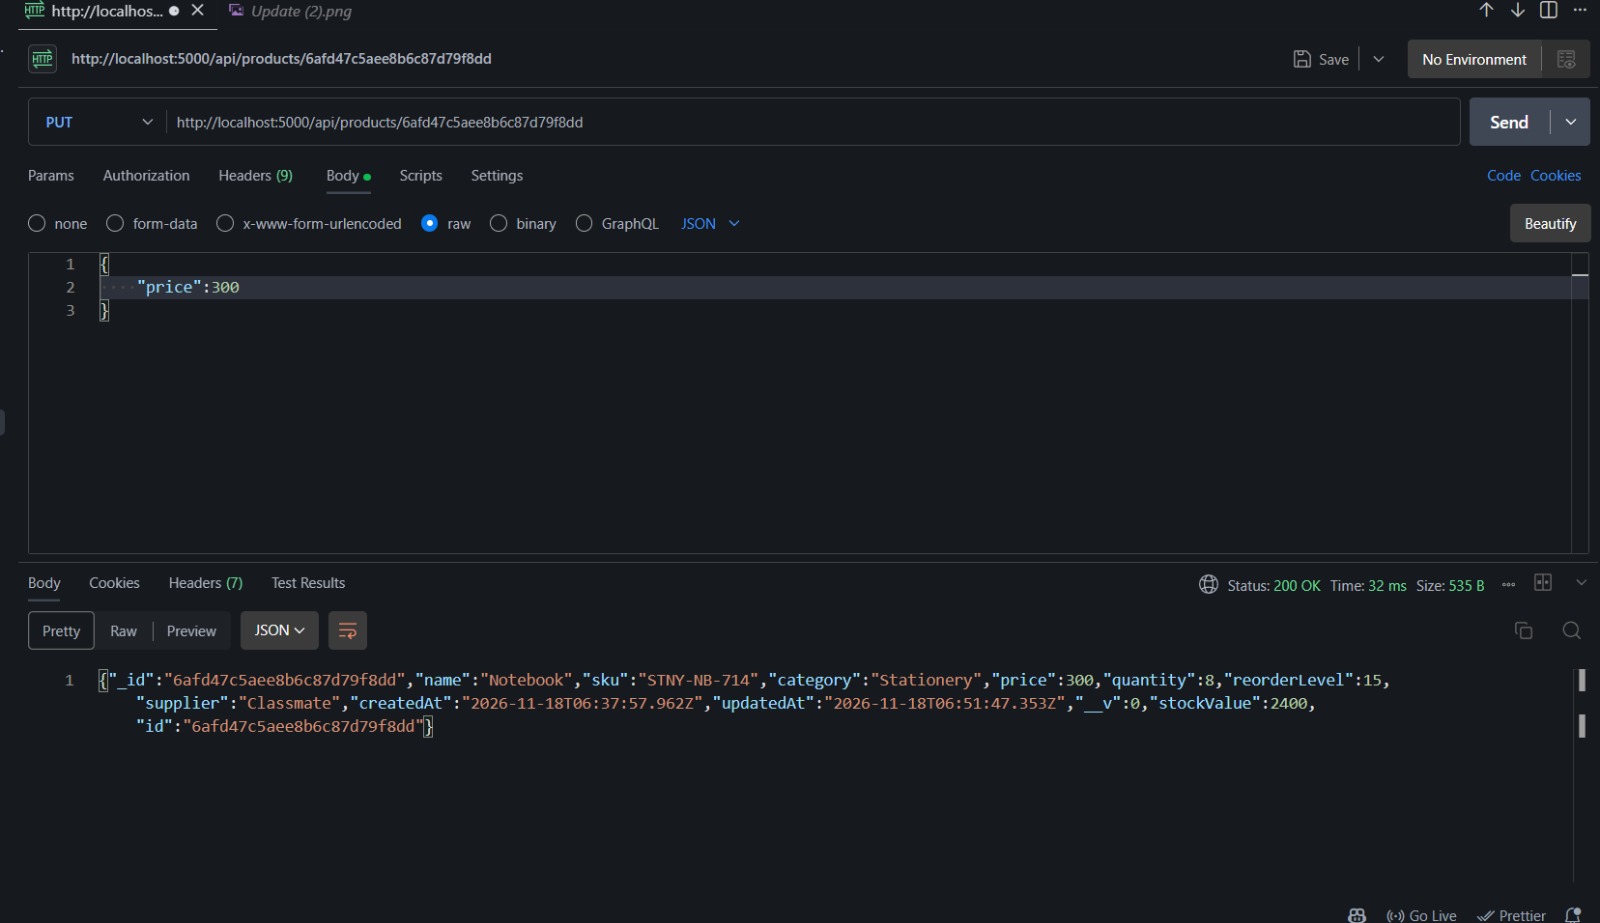 HTTP http://localhos... Update (2).png
HTTP http://localhost:5000/api/products/6afd47c5aee8b6c87d79f8dd Save No Environment
PUT http://localhost:5000/api/products/6afd47c5aee8b6c87d79f8dd Send
Params Authorization Headers (9) Body Scripts Settings Code Cookies
none form-data x-www-form-urlencoded raw binary GraphQL JSON Beautify
1 {
2 "price":300
3 }
Body Cookies Headers (7) Test Results Status: 200 OK Time: 32 ms Size: 535 B
Pretty Raw Preview JSON
1 {"_id":"6afd47c5aee8b6c87d79f8dd","name":"Notebook","sku":"STNY-NB-714","category":"Stationery","price":300,"quantity":8,"reorderLevel":15,
"supplier":"Classmate","createdAt":"2026-11-18T06:37:57.962Z","updatedAt":"2026-11-18T06:51:47.353Z","__v":0,"stockValue":2400,
"id":"6afd47c5aee8b6c87d79f8dd"}
Go Live Prettier